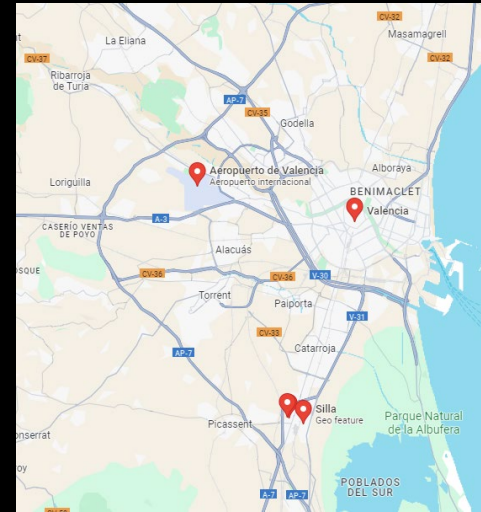 CV-32
Masamagrell
La Eliana
CV-37
CV-32
Ribarroja
de Turia
AP-7
CV-35
Godella
Aeropuerto de Valencia
Aeropuerto internacional
Alboraya
Loriguilla
BENIMACLET
Valencia
A-3
CASERÍO VENTAS
DE POYO
Alacuás
OSQUE
CV-36
CV-36
V-30
Torrent
Paiporta
V-31
CV-33
Catarroja
AP-7
Silla
Geo feature
Picassent
Parque Natural
de la Albufera
onserrat
roy
POBLADOS
DEL SUR
A-7
AP-7